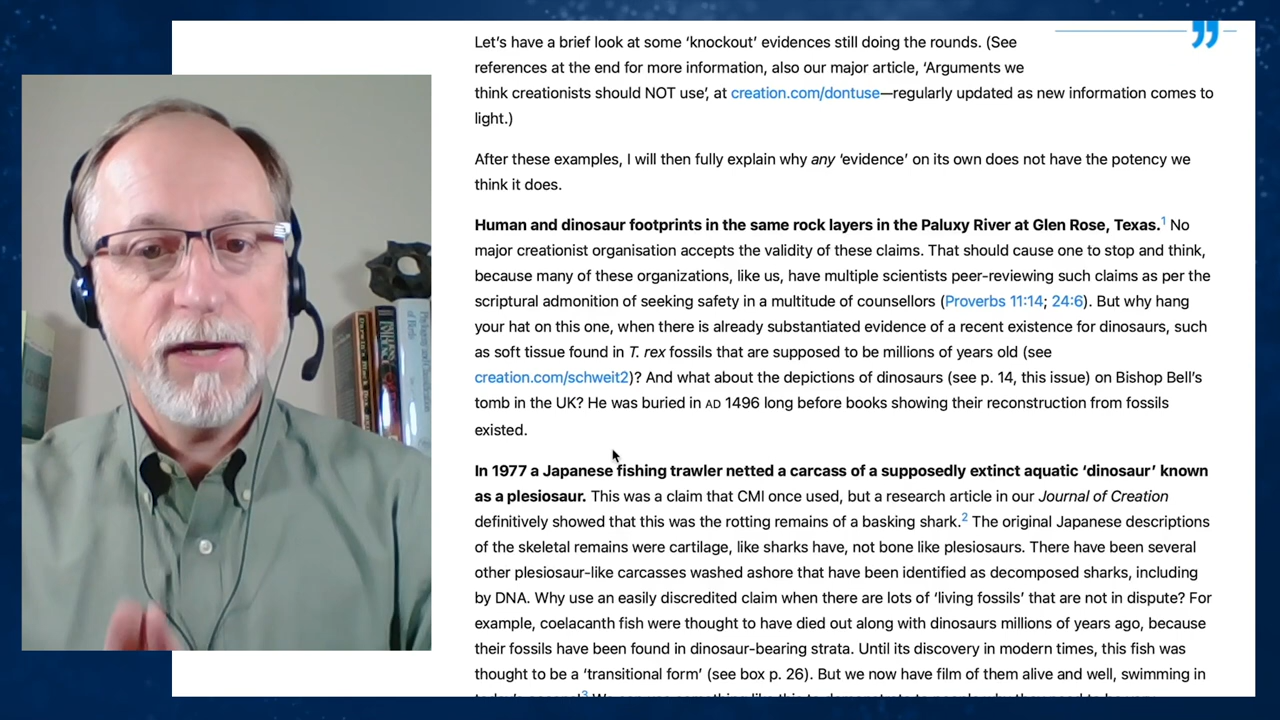 Let’s have a brief look at some ‘knockout’ evidences still doing the rounds. (See
references at the end for more information, also our major article, ‘Arguments we
think creationists should NOT use’, at creation.com/dontuse—regularly updated as new information comes to
light.)
After these examples, I will then fully explain why any ‘evidence’ on its own does not have the potency we
think it does.
Human and dinosaur footprints in the same rock layers in the Paluxy River at Glen Rose, Texas.1 No
major creationist organisation accepts the validity of these claims. That should cause one to stop and think,
because many of these organizations, like us, have multiple scientists peer-reviewing such claims as per the
scriptural admonition of seeking safety in a multitude of counsellors (Proverbs 11:14; 24:6). But why hang
your hat on this one, when there is already substantiated evidence of a recent existence for dinosaurs, such
as soft tissue found in T. rex fossils that are supposed to be millions of years old (see
creation.com/schweit2)? And what about the depictions of dinosaurs (see p. 14, this issue) on Bishop Bell’s
tomb in the UK? He was buried in AD 1496 long before books showing their reconstruction from fossils
existed.
In 1977 a Japanese fishing trawler netted a carcass of a supposedly extinct aquatic ‘dinosaur’ known
as a plesiosaur. This was a claim that CMI once used, but a research article in our Journal of Creation
definitively showed that this was the rotting remains of a basking shark.2 The original Japanese descriptions
of the skeletal remains were cartilage, like sharks have, not bone like plesiosaurs. There have been several
other plesiosaur-like carcasses washed ashore that have been identified as decomposed sharks, including
by DNA. Why use an easily discredited claim when there are lots of ‘living fossils’ that are not in dispute? For
example, coelacanth fish were thought to have died out along with dinosaurs millions of years ago, because
their fossils have been found in dinosaur-bearing strata. Until its discovery in modern times, this fish was
thought to be a ‘transitional form’ (see box p. 26). But we now have film of them alive and well, swimming in